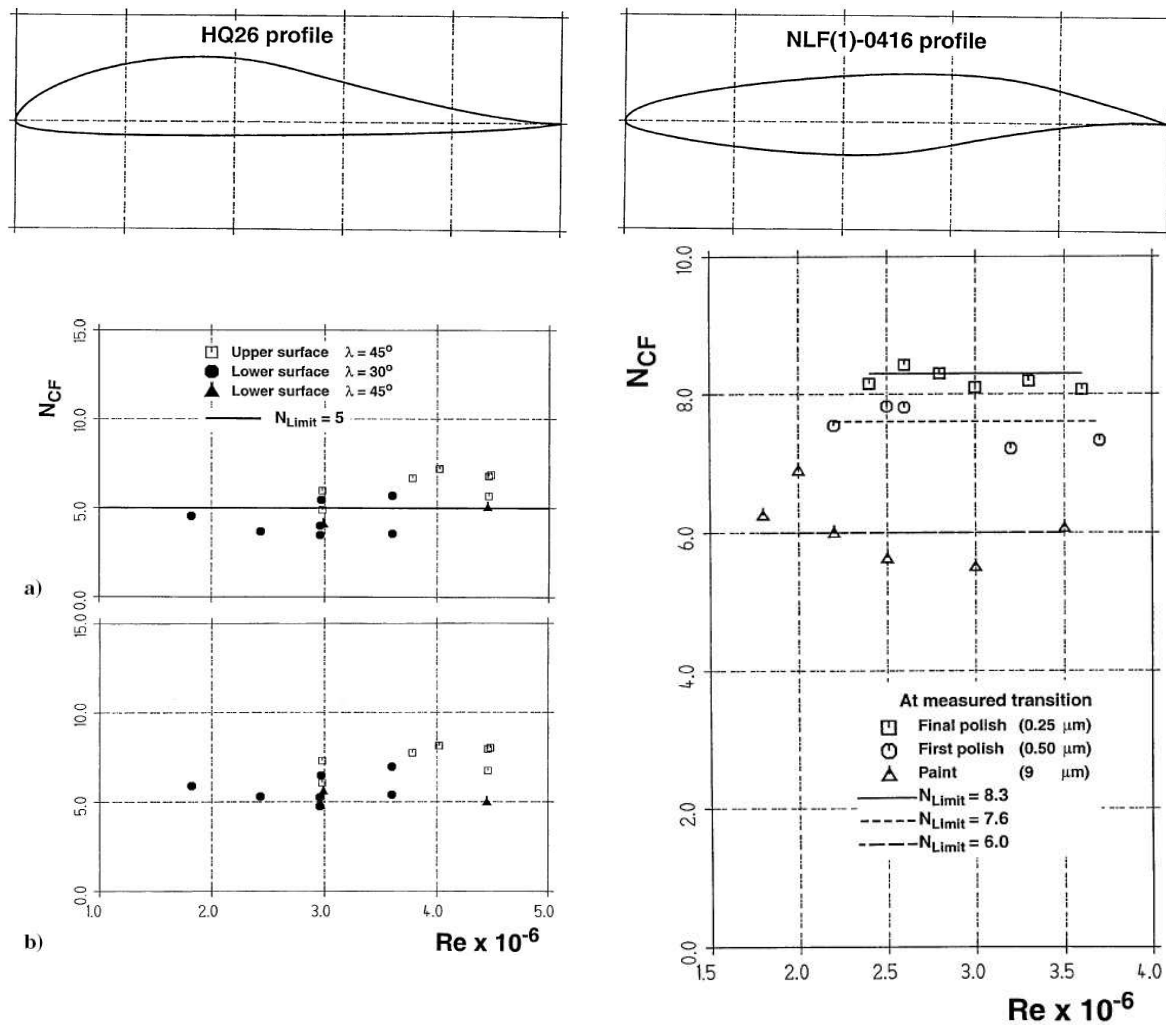 HQ26 profile
NLF(1)-0416 profile
15.0
10.0
5.0
0.0
N_CF
Upper surface λ = 45°
Lower surface λ = 30°
Lower surface λ = 45°
N_Limit = 5
a)
15.0
10.0
5.0
0.0
1.0 2.0 3.0 4.0 5.0
b)
Re x 10^-6
10.0
8.0
6.0
4.0
2.0
0.0
N_CF
At measured transition
Final polish (0.25 µm)
First polish (0.50 µm)
Paint (9 µm)
N_Limit = 8.3
N_Limit = 7.6
N_Limit = 6.0
1.5 2.0 2.5 3.0 3.5 4.0
Re x 10^-6